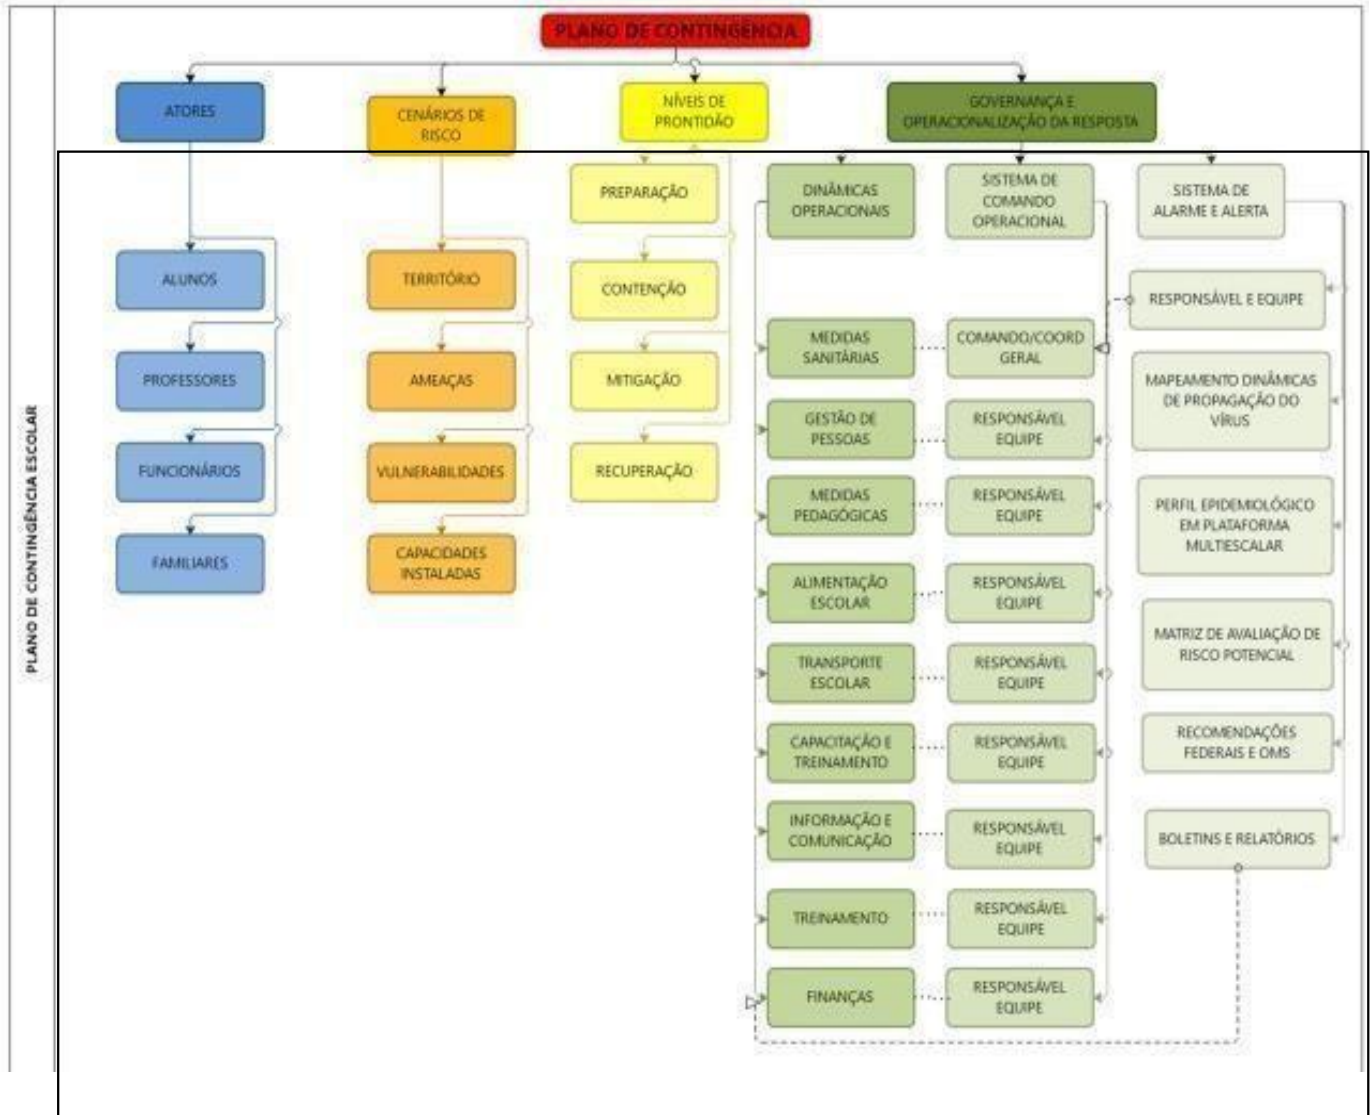 PLANO DE CONTINGÊNCIA ESCOLAR
PLANO DE CONTINGÊNCIA
ATORES
ALUNOS
PROFESSORES
FUNCIONÁRIOS
FAMILIARES
CENÁRIOS DE
RISCO
TERRITÓRIO
AMEAÇAS
VULNERABILIDADES
CAPACIDADES
INSTALADAS
NÍVEIS DE
PRONTIDÃO
PREPARAÇÃO
CONTENÇÃO
MITIGAÇÃO
RECUPERAÇÃO
GOVERNANÇA E
OPERACIONALIZAÇÃO DA RESPOSTA
DINÂMICAS
OPERACIONAIS
MEDIDAS
SANITÁRIAS
GESTÃO DE
PESSOAS
MEDIDAS
PEDAGÓGICAS
ALIMENTAÇÃO
ESCOLAR
TRANSPORTE
ESCOLAR
CAPACITAÇÃO E
TREINAMENTO
INFORMAÇÃO E
COMUNICAÇÃO
TREINAMENTO
FINANÇAS
SISTEMA DE
COMANDO
OPERACIONAL
COMANDO/COORD
GERAL
RESPONSÁVEL
EQUIPE
RESPONSÁVEL
EQUIPE
RESPONSÁVEL
EQUIPE
RESPONSÁVEL
EQUIPE
RESPONSÁVEL
EQUIPE
RESPONSÁVEL
EQUIPE
RESPONSÁVEL
EQUIPE
RESPONSÁVEL
EQUIPE
SISTEMA DE
ALARME E ALERTA
RESPONSÁVEL E EQUIPE
MAPEAMENTO DINÂMICAS
DE PROPAGAÇÃO DO
VÍRUS
PERFIL EPIDEMIOLÓGICO
EM PLATAFORMA
MULTIESCALAR
MATRIZ DE AVALIAÇÃO DE
RISCO POTENCIAL
RECOMENDAÇÕES
FEDERAIS E OMS
BOLETINS E RELATÓRIOS